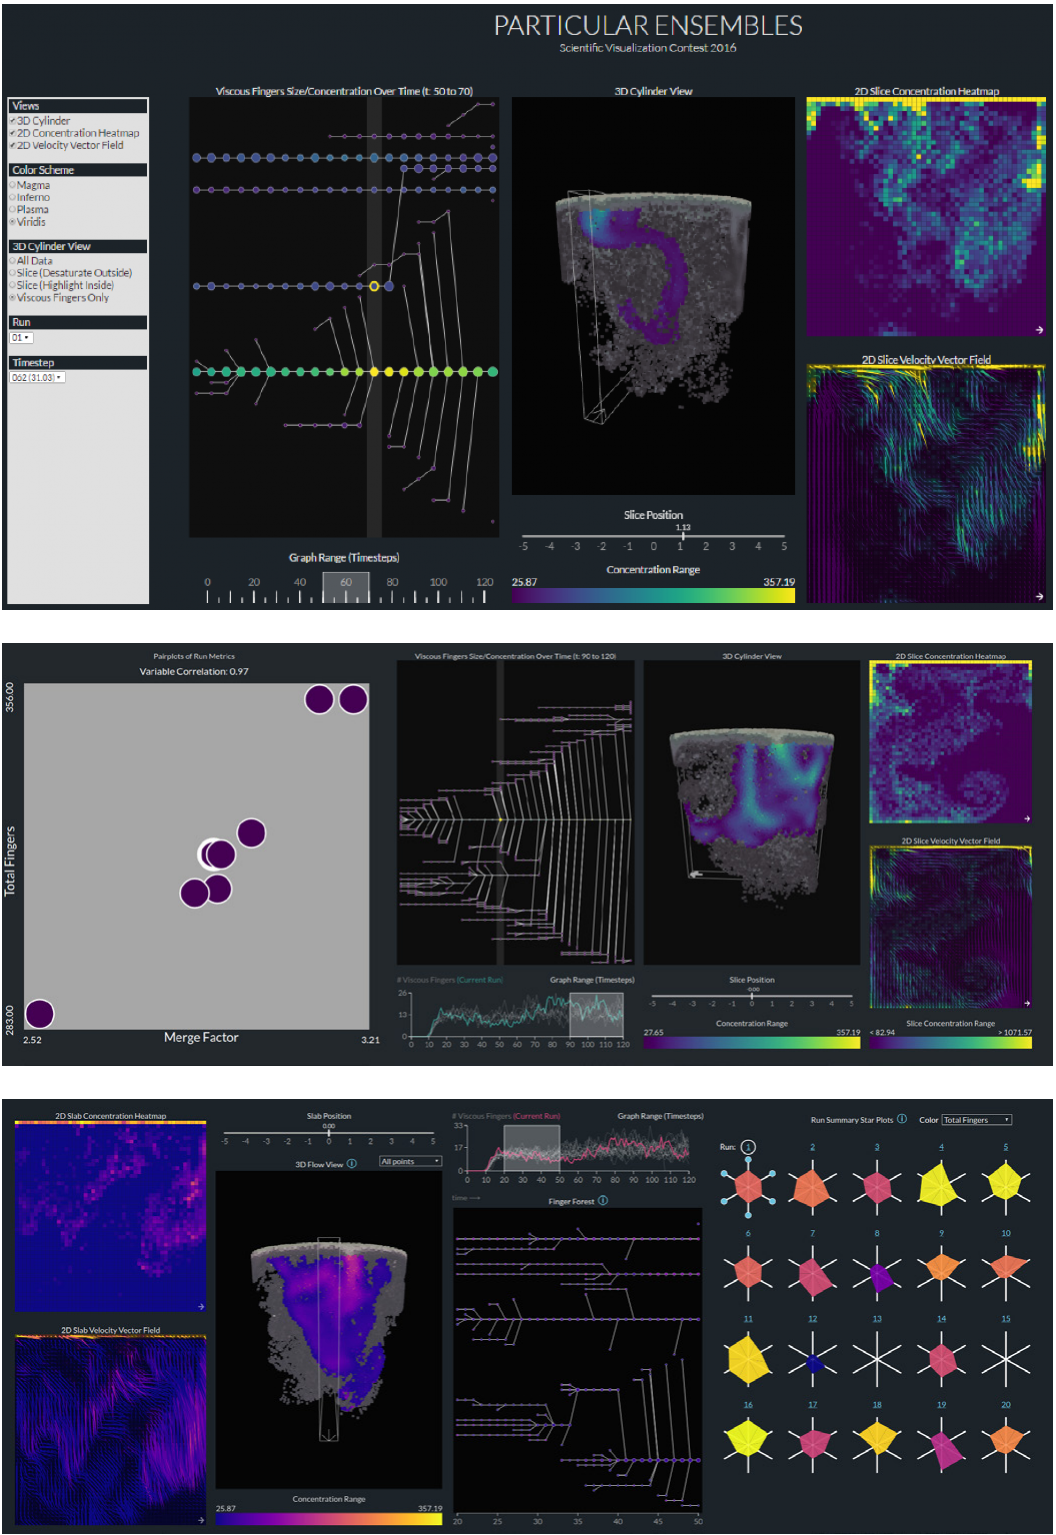 PARTICULAR ENSEMBLES
Scientific Visualization Contest 2016
Views
3D Cylinder
2D Concentration Heatmap
2D Velocity Vector Field
Color Scheme
Magma
Inferno
Plasma
Viridis
3D Cylinder View
All Data
Slice (Desaturate Outside)
Slice (Highlight Inside)
Viscous Fingers Only
Run
01
Timestep
062 (31.03)
Viscous Fingers Size/Concentration Over Time (t: 50 to 70)
Graph Range (Timesteps)
0 20 40 60 80 100 120
3D Cylinder View
Slice Position
1.13
-5 -4 -3 -2 -1 0 1 2 3 4 5
Concentration Range
25.87 357.19
2D Slice Concentration Heatmap
2D Slice Velocity Vector Field
Pairplots of Run Metrics
Variable Correlation: 0.97
356.00
Total Fingers
283.00
2.52 Merge Factor 3.21
Viscous Fingers Size/Concentration Over Time (t: 90 to 120)
# Viscous Fingers (Current Run) Graph Range (Timesteps)
26
13
0
0 10 20 30 40 50 60 70 80 90 100 110 120
3D Cylinder View
Slice Position
0.00
-5 -4 -3 -2 -1 0 1 2 3 4 5
Concentration Range
27.65 357.19
2D Slice Concentration Heatmap
2D Slice Velocity Vector Field
Slice Concentration Range
< 82.94 > 1071.57
2D Slab Concentration Heatmap
2D Slab Velocity Vector Field
Slab Position
0.00
-5 -4 -3 -2 -1 0 1 2 3 4 5
3D Flow View
All points
Concentration Range
25.87 357.19
# Viscous Fingers (Current Run) Graph Range (Timesteps)
33
17
0
0 10 20 30 40 50 60 70 80 90 100 110 120
time
Finger Forest
20 25 30 35 40 45 50
Run Summary Star Plots Color Total Fingers
Run: 1 2 3 4 5
6 7 8 9 10
11 12 13 14 15
16 17 18 19 20